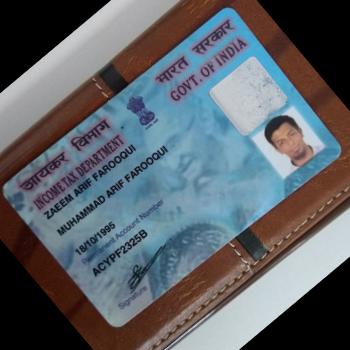 आयकर विभाग
INCOME TAX DEPARTMENT
भारत सरकार
GOVT. OF INDIA
ZAEEM ARIF FAROOQUI
MUHAMMAD ARIF FAROOQUI
18/10/1995
Permanent Account Number
ACYPF2325B
Signature